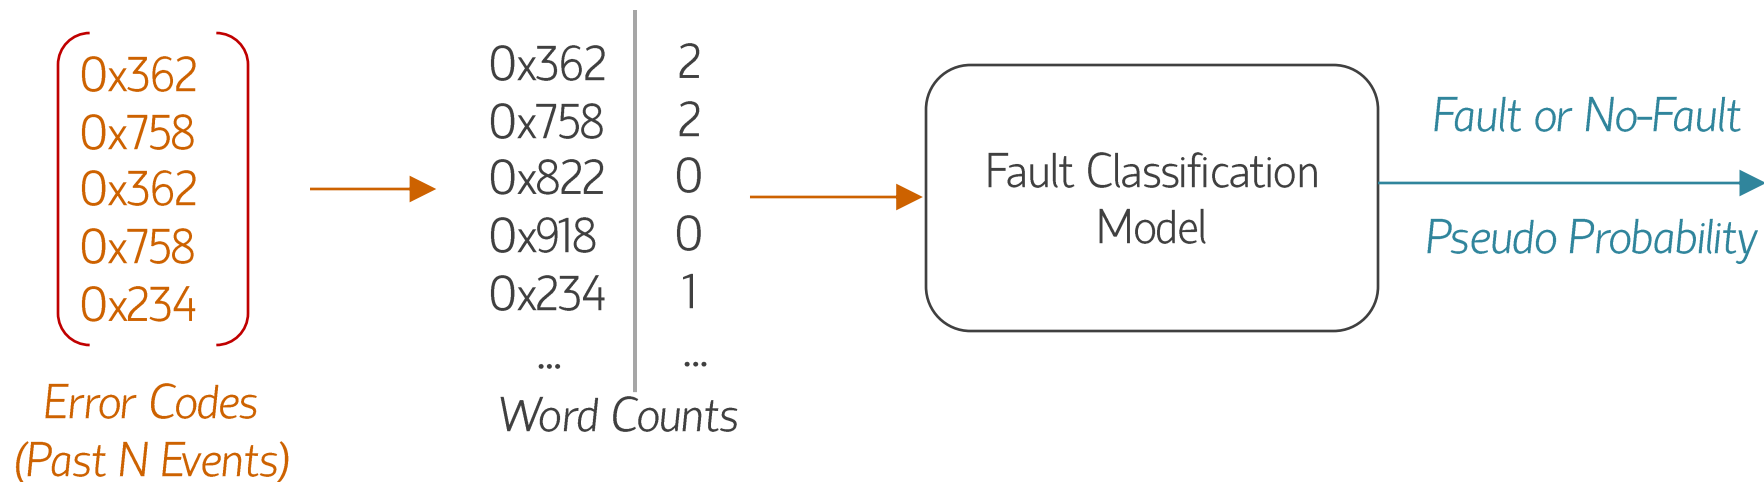 0x362
0x758
0x362
0x758
0x234
Error Codes
(Past N Events)
0x362 2
0x758 2
0x822 0
0x918 0
0x234 1
... ...
Word Counts
Fault Classification
Model
Fault or No-Fault
Pseudo Probability